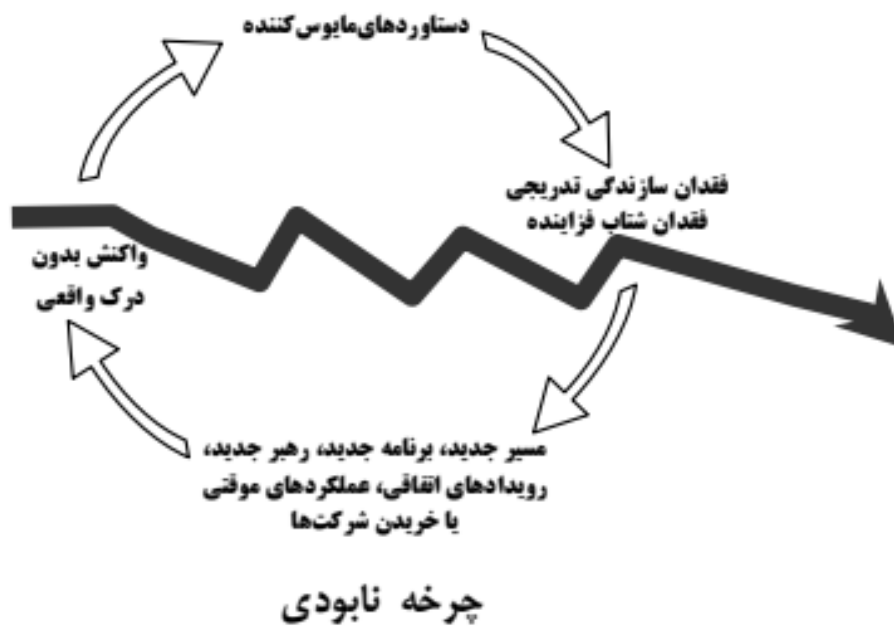 دستاوردهای‌مایوس‌کننده
فقدان سازندگی تدریجی
فقدان شتاب فزاینده
واکنش بدون
درک واقعی
مسیر جدید، برنامه جدید، رهبر جدید،
رویدادهای اتفاقی، عملکردهای موقتی
یا خریدن شرکت‌ها
چرخه نابودی